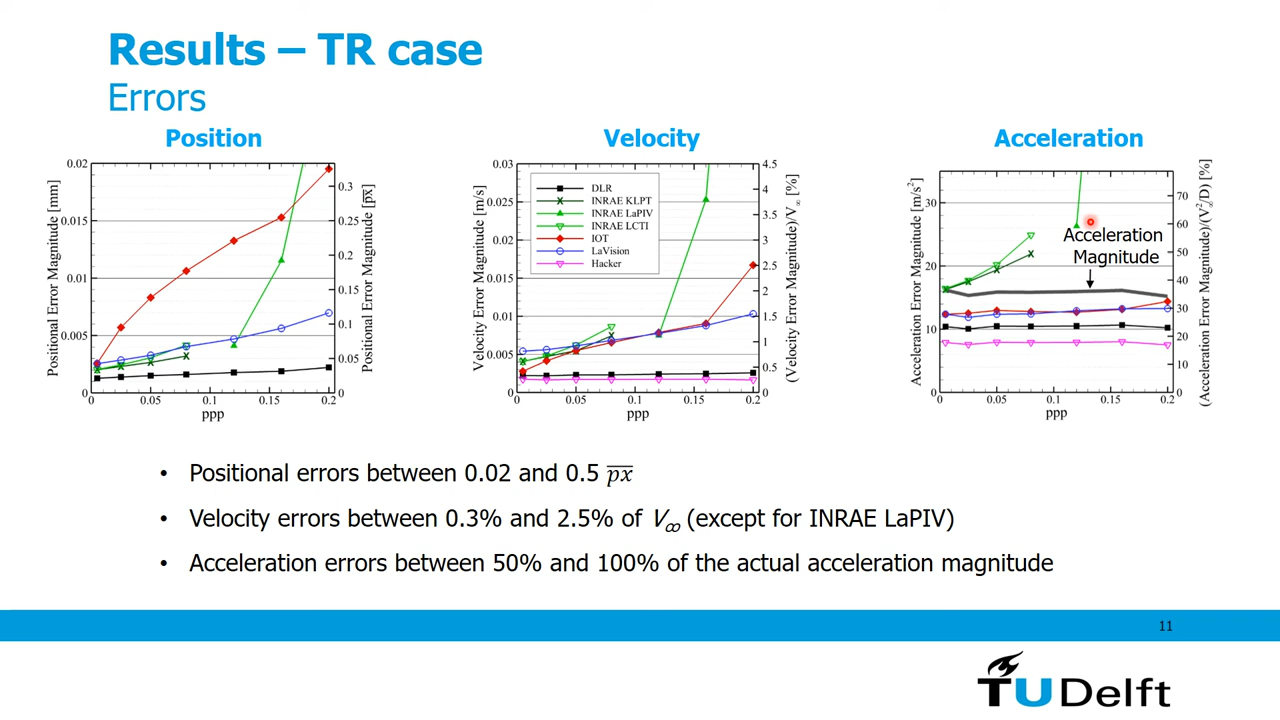 Results – TR case
Errors
Position
Velocity
Acceleration
Positional Error Magnitude [mm]
0.02
0.015
0.01
0.005
0
0 0.05 0.1 0.15 0.2
ppp
0.3
0.25
0.2
0.15
0.1
0.05
0
Positional Error Magnitude [p̅x̅]
Velocity Error Magnitude [m/s]
0.03
0.025
0.02
0.015
0.01
0.005
0
0 0.05 0.1 0.15 0.2
ppp
DLR
INRAE KLPT
INRAE LaPIV
INRAE LCTI
IOT
LaVision
Hacker
4.5
4
3.5
3
2.5
2
1.5
1
0.5
0
(Velocity Error Magnitude)/V∞ [%]
Acceleration Error Magnitude [m/s²]
30
20
10
0
0 0.05 0.1 0.15 0.2
ppp
Acceleration
Magnitude
70
60
50
40
30
20
10
0
(Acceleration Error Magnitude)(V²∞/D) [%]
• Positional errors between 0.02 and 0.5 p̅x̅
• Velocity errors between 0.3% and 2.5% of V∞ (except for INRAE LaPIV)
• Acceleration errors between 50% and 100% of the actual acceleration magnitude
11
TU Delft